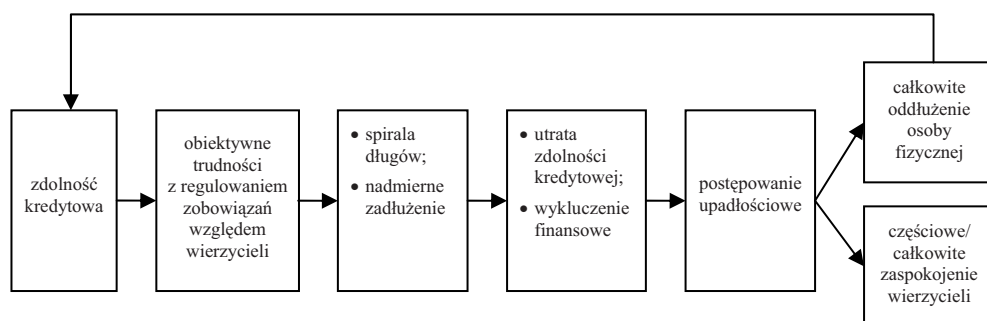 zdolność
kredytowa
obiektywne
trudności
z regulowaniem
zobowiązań
względem
wierzycieli
• spirala
długów;
• nadmierne
zadłużenie
• utrata
zdolności
kredytowej;
• wykluczenie
finansowe
postępowanie
upadłościowe
całkowite
oddłużenie
osoby
fizycznej
częściowe/
całkowite
zaspokojenie
wierzycieli